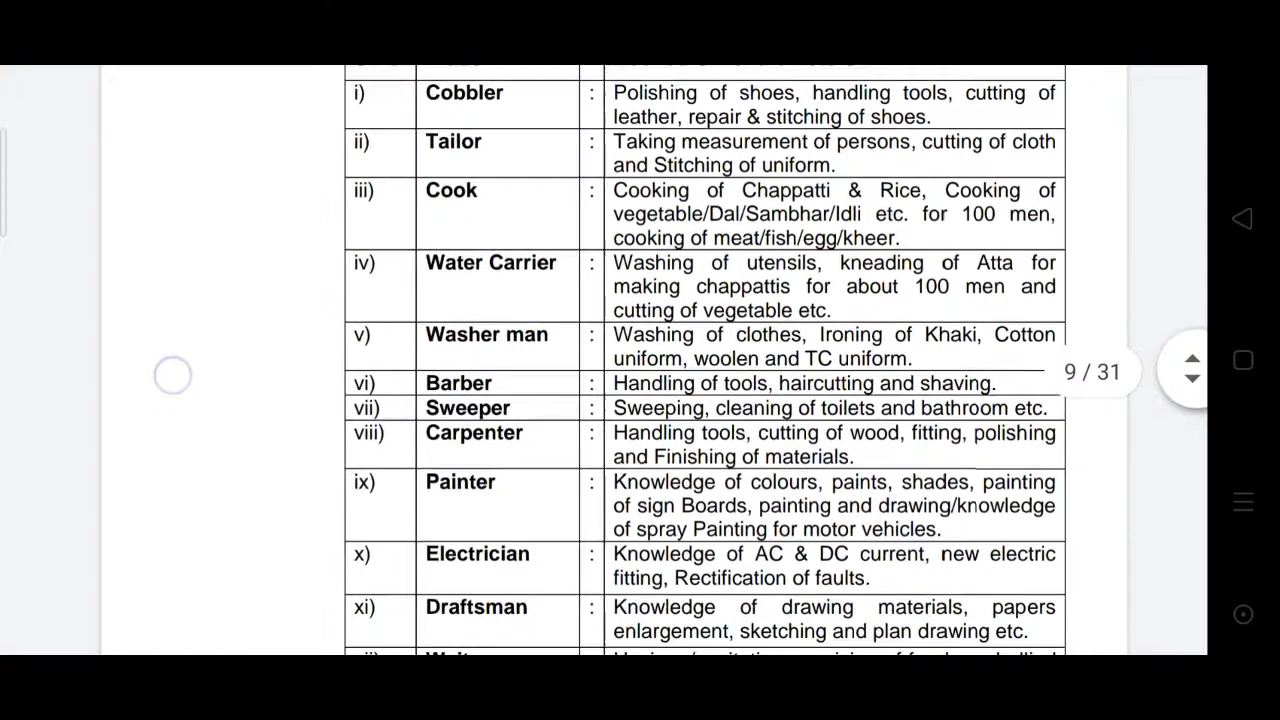 i) Cobbler : Polishing of shoes, handling tools, cutting of
leather, repair & stitching of shoes.
ii) Tailor : Taking measurement of persons, cutting of cloth
and Stitching of uniform.
iii) Cook : Cooking of Chappatti & Rice, Cooking of
vegetable/Dal/Sambhar/Idli etc. for 100 men,
cooking of meat/fish/egg/kheer.
iv) Water Carrier : Washing of utensils, kneading of Atta for
making chappattis for about 100 men and
cutting of vegetable etc.
v) Washer man : Washing of clothes, Ironing of Khaki, Cotton
uniform, woolen and TC uniform.
vi) Barber : Handling of tools, haircutting and shaving.
9 / 31
vii) Sweeper : Sweeping, cleaning of toilets and bathroom etc.
viii) Carpenter : Handling tools, cutting of wood, fitting, polishing
and Finishing of materials.
ix) Painter : Knowledge of colours, paints, shades, painting
of sign Boards, painting and drawing/knowledge
of spray Painting for motor vehicles.
x) Electrician : Knowledge of AC & DC current, new electric
fitting, Rectification of faults.
xi) Draftsman : Knowledge of drawing materials, papers
enlargement, sketching and plan drawing etc.